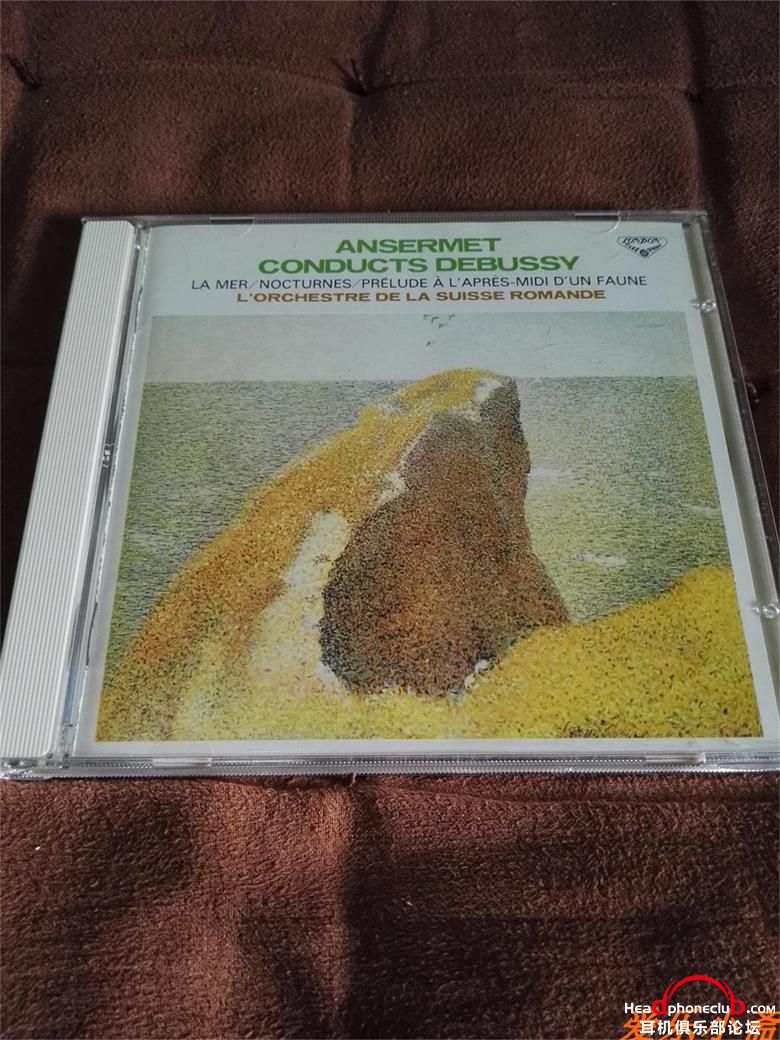 ANSERMET
CONDUCTS DEBUSSY
LA MER/NOCTURNES/PRÉLUDE À L'APRÈS-MIDI D'UN FAUNE
L'ORCHESTRE DE LA SUISSE ROMANDE
LONDON
Headphoneclub.com
耳机俱乐部论坛